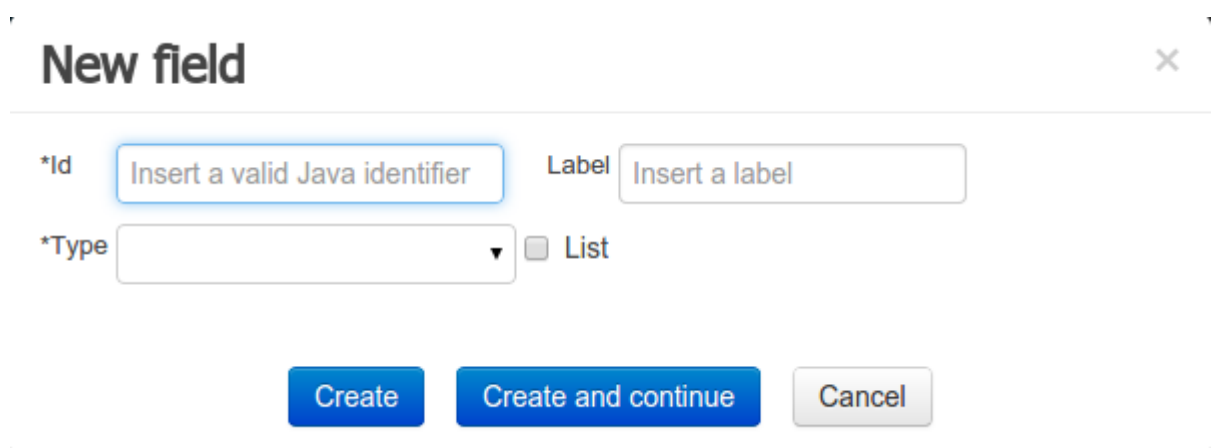 New field ×
*Id Insert a valid Java identifier Label Insert a label
*Type List
Create Create and continue Cancel